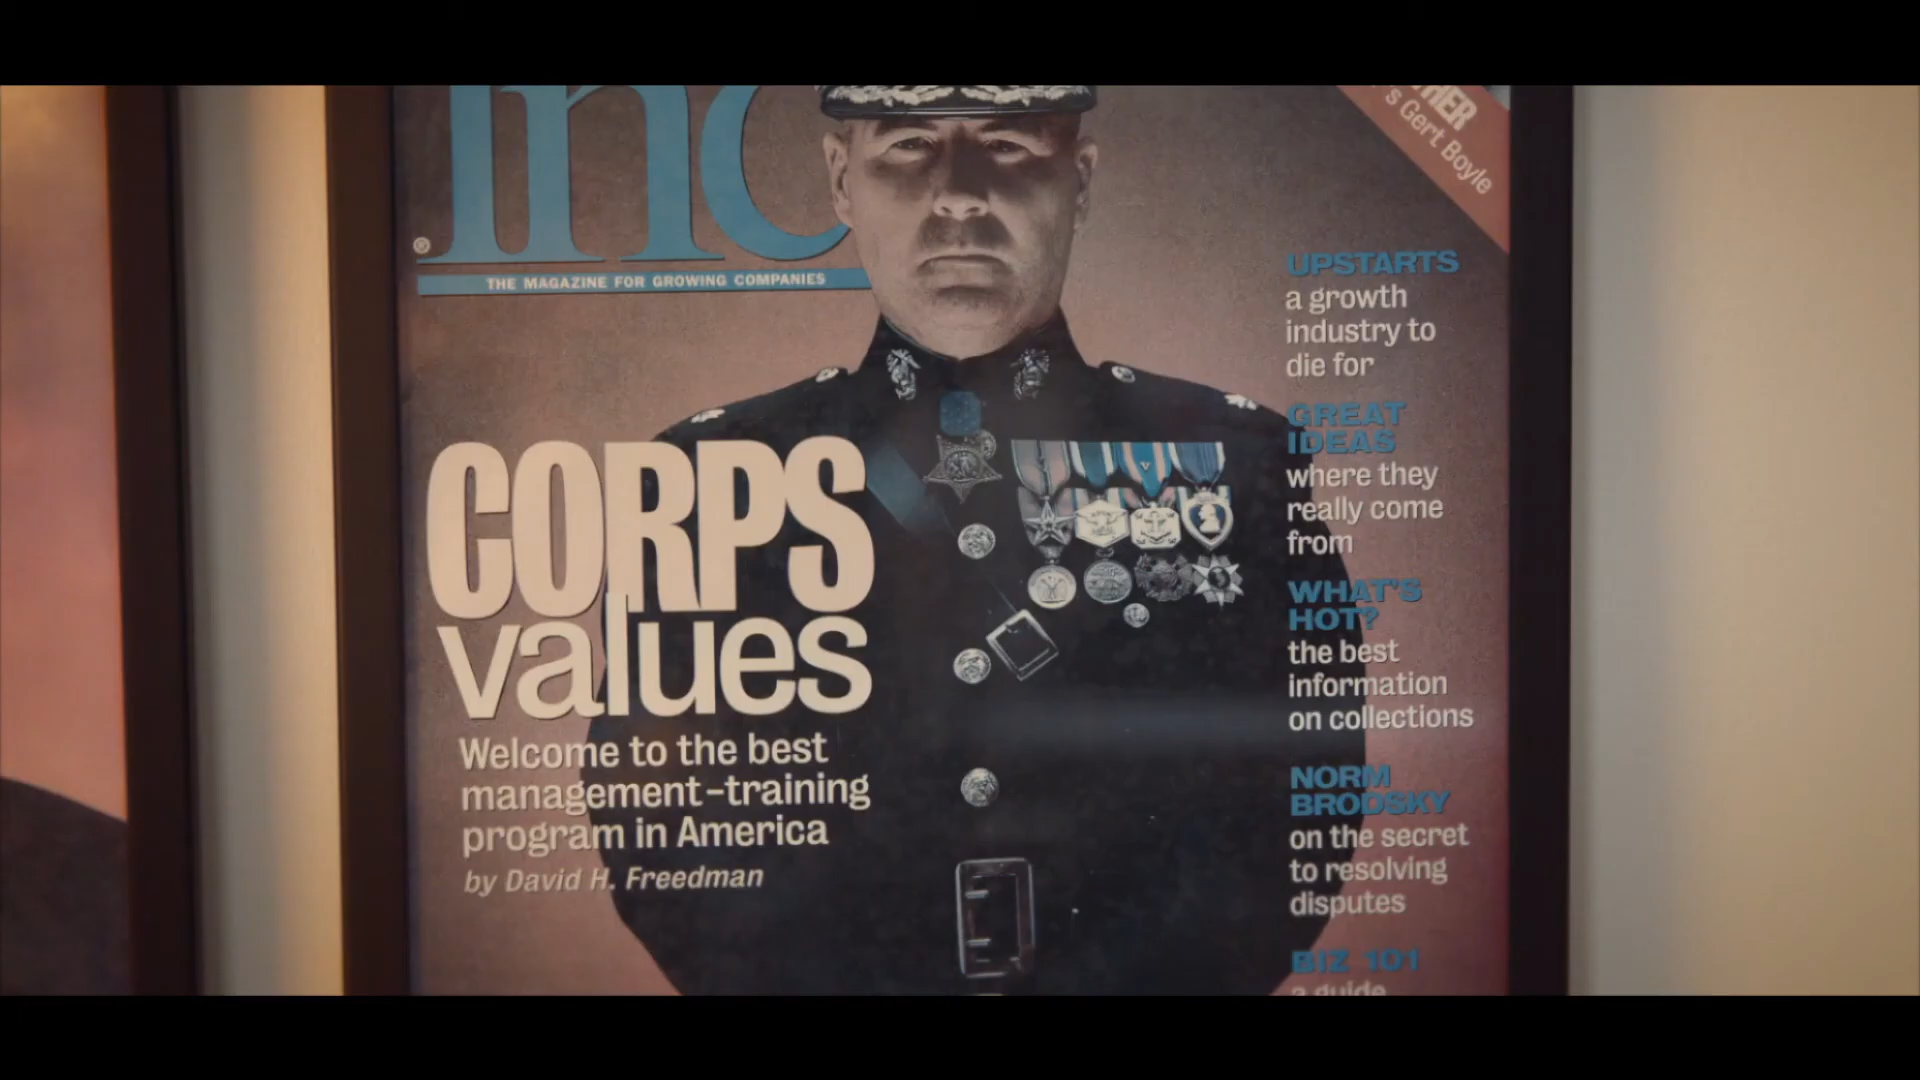 Inc
®
THE MAGAZINE FOR GROWING COMPANIES
's Gert Boyle
CORPS
values
Welcome to the best
management-training
program in America
by David H. Freedman
UPSTARTS
a growth
industry to
die for
GREAT
IDEAS
where they
really come
from
WHAT'S
HOT?
the best
information
on collections
NORM
BRODSKY
on the secret
to resolving
disputes
BIZ 101
a guide